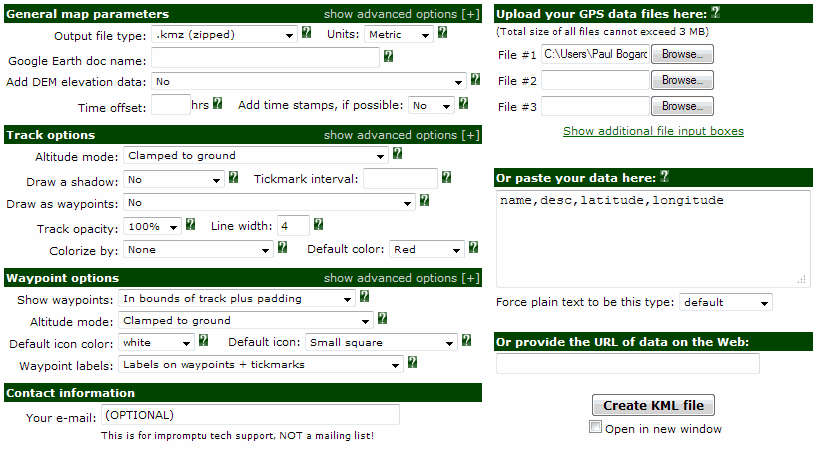 General map parameters show advanced options [+]
Output file type: .kmz (zipped) ? Units: Metric ?
Google Earth doc name: ?
Add DEM elevation data: No ?
Time offset: hrs ? Add time stamps, if possible: No ?
Track options show advanced options [+]
Altitude mode: Clamped to ground ?
Draw a shadow: No ? Tickmark interval: ?
Draw as waypoints: No ?
Track opacity: 100% ? Line width: 4 ?
Colorize by: None ? Default color: Red ?
Waypoint options show advanced options [+]
Show waypoints: In bounds of track plus padding ?
Altitude mode: Clamped to ground ?
Default icon color: white ? Default icon: Small square ?
Waypoint labels: Labels on waypoints + tickmarks ?
Contact information
Your e-mail: (OPTIONAL)
This is for impromptu tech support, NOT a mailing list!
Upload your GPS data files here: ?
(Total size of all files cannot exceed 3 MB)
File #1 C:\Users\Paul Bogard Browse...
File #2 Browse...
File #3 Browse...
Show additional file input boxes
Or paste your data here: ?
name,desc,latitude,longitude
Force plain text to be this type: default
Or provide the URL of data on the Web:
Create KML file
Open in new window